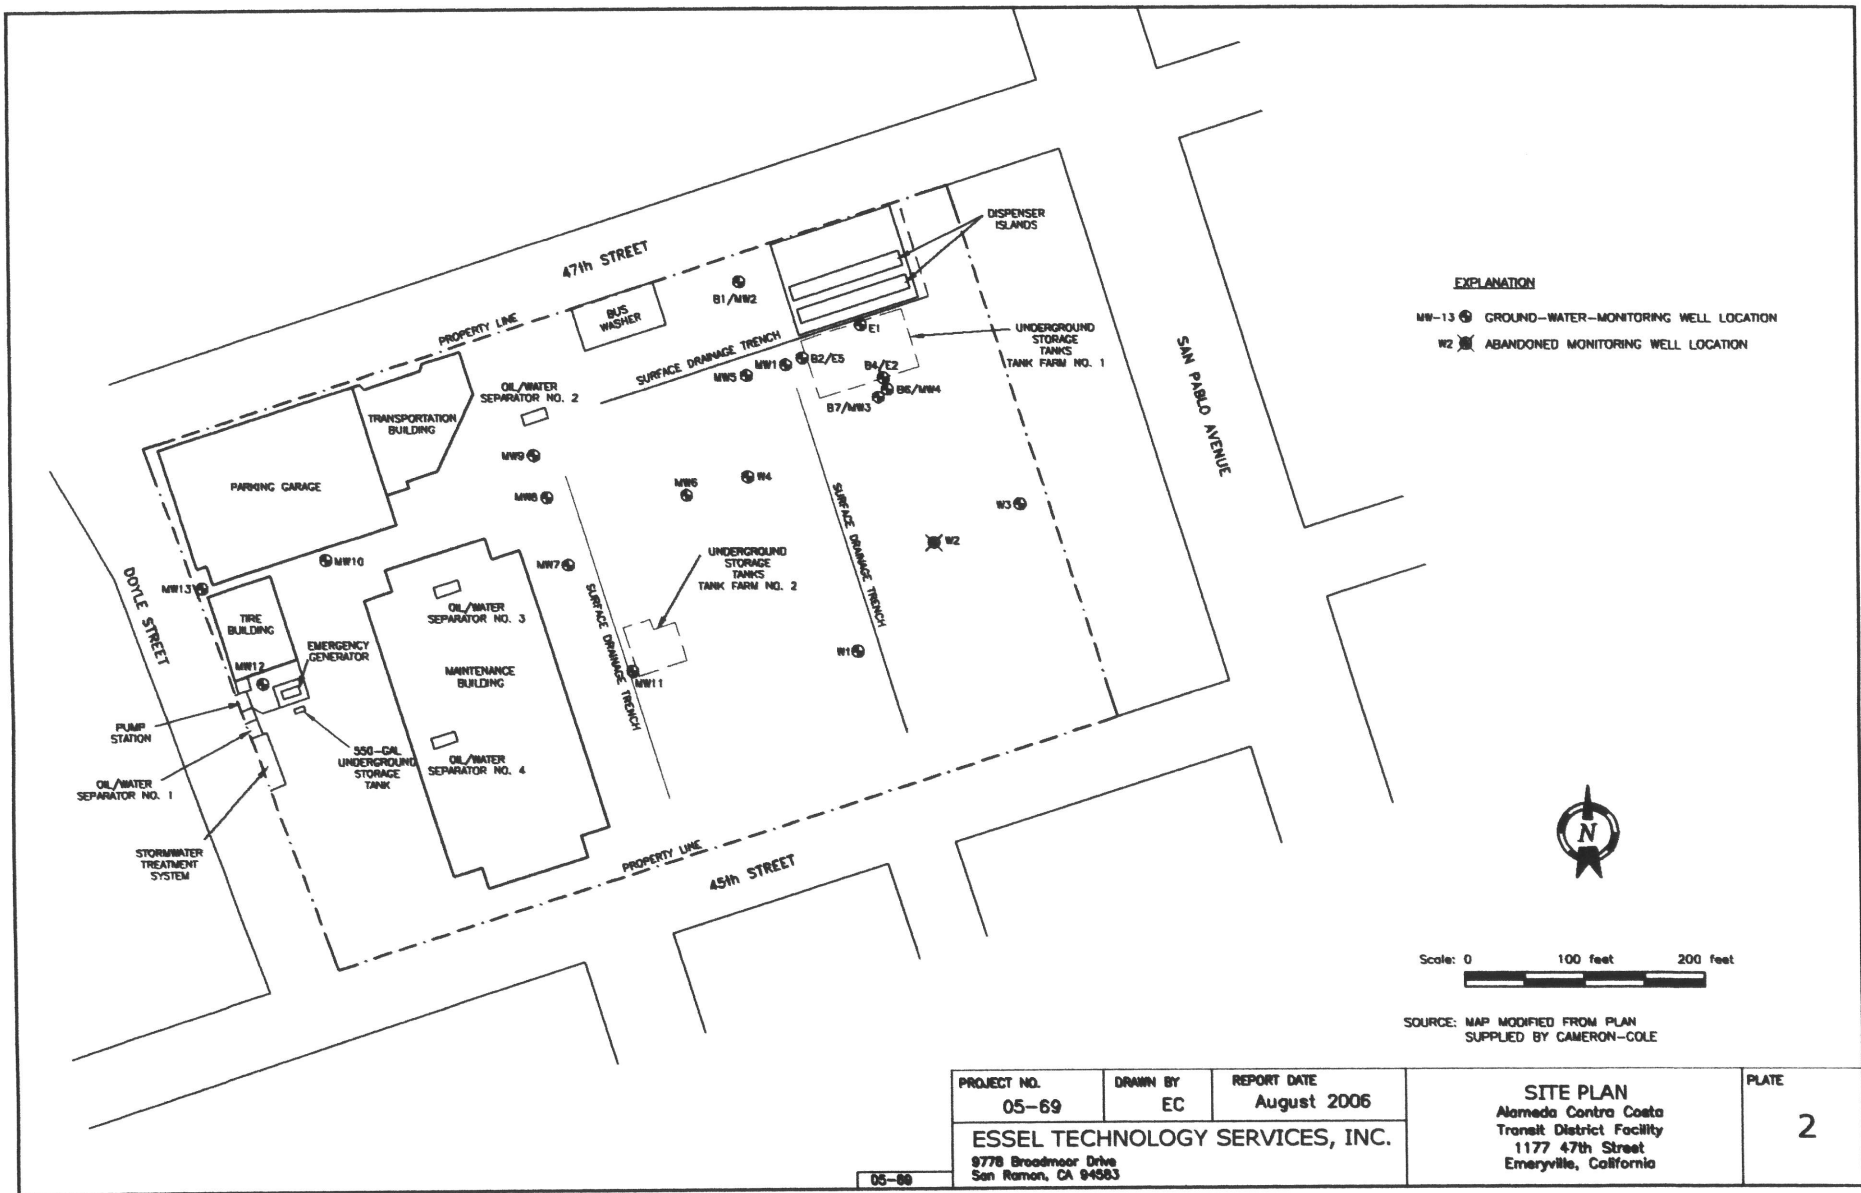 47th STREET
DISPENSER
ISLANDS
B1/MW2
BUS
WASHER
PROPERTY LINE
SURFACE DRAINAGE TRENCH
E1
UNDERGROUND
STORAGE
TANKS
TANK FARM NO. 1
MW1
B2/E5
MW5
B4/E2
B6/MW4
B7/MW3
OIL/WATER
SEPARATOR NO. 2
TRANSPORTATION
BUILDING
PARKING GARAGE
MW9
MW8
MW6
W4
SURFACE DRAINAGE TRENCH
W3
W2
SAN PABLO AVENUE
MW10
MW7
UNDERGROUND
STORAGE
TANKS
TANK FARM NO. 2
DOYLE STREET
MW13
TIRE
BUILDING
OIL/WATER
SEPARATOR NO. 3
SURFACE DRAINAGE TRENCH
EMERGENCY
GENERATOR
MW12
MAINTENANCE
BUILDING
W1
MW11
PUMP
STATION
550-GAL
UNDERGROUND
STORAGE
TANK
OIL/WATER
SEPARATOR NO. 4
OIL/WATER
SEPARATOR NO. 1
STORMWATER
TREATMENT
SYSTEM
PROPERTY LINE
45th STREET
EXPLANATION
MW-13 GROUND-WATER-MONITORING WELL LOCATION
W2 ABANDONED MONITORING WELL LOCATION
N
Scale: 0 100 feet 200 feet
SOURCE: MAP MODIFIED FROM PLAN
SUPPLIED BY CAMERON-COLE
PROJECT NO.
05-69
DRAWN BY
EC
REPORT DATE
August 2006
ESSEL TECHNOLOGY SERVICES, INC.
9778 Broadmoor Drive
San Ramon, CA 94583
05-69
SITE PLAN
Alameda Contra Costa
Transit District Facility
1177 47th Street
Emeryville, California
PLATE
2